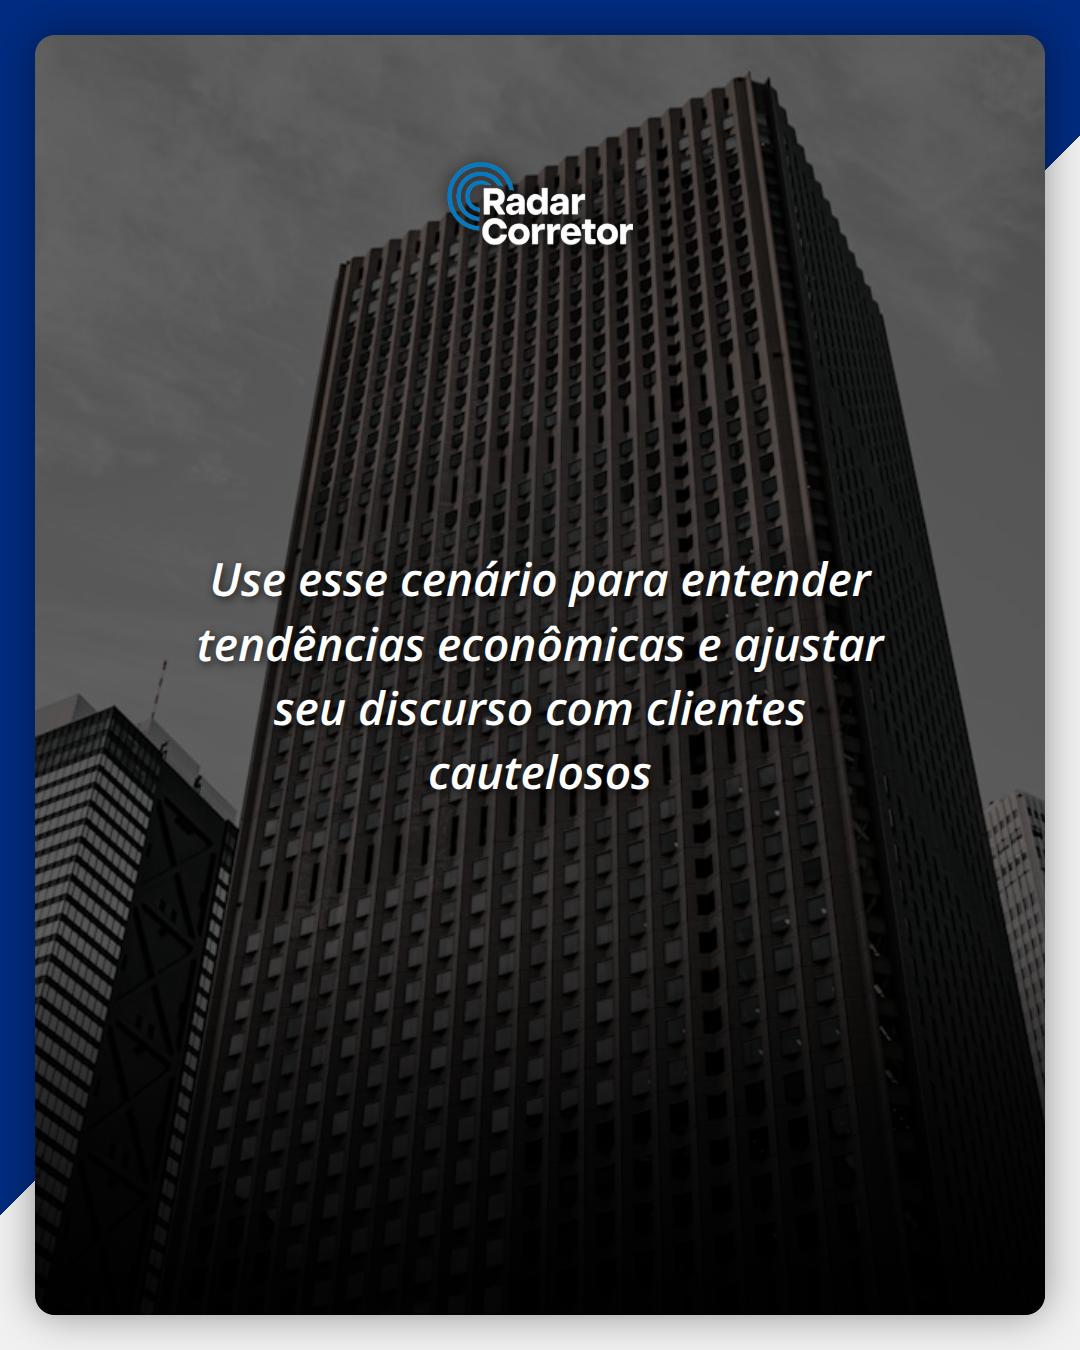 Radar
Corretor
Use esse cenário para entender
tendências econômicas e ajustar
seu discurso com clientes
cautelosos